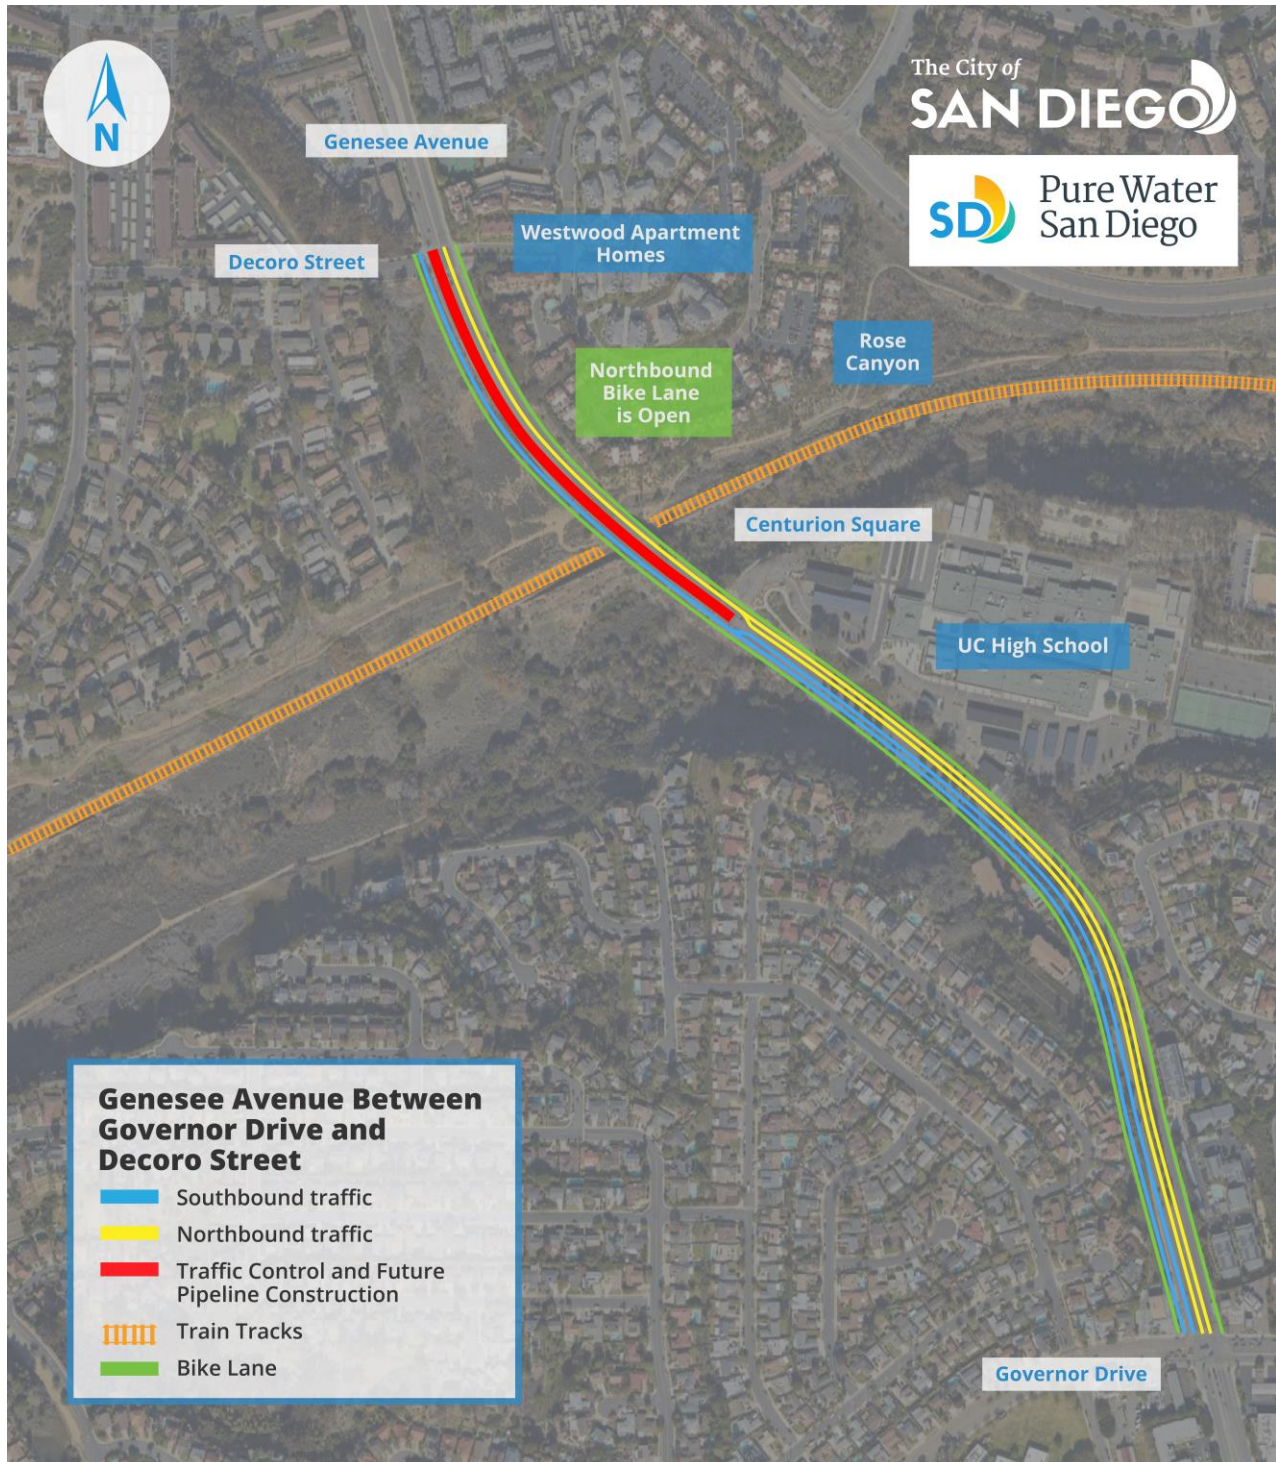 N
Genesee Avenue
The City of
SAN DIEGO
SD
Pure Water
San Diego
Westwood Apartment
Homes
Decoro Street
Rose
Canyon
Northbound
Bike Lane
is Open
Centurion Square
UC High School
Genesee Avenue Between
Governor Drive and
Decoro Street
Southbound traffic
Northbound traffic
Traffic Control and Future
Pipeline Construction
Train Tracks
Bike Lane
Governor Drive